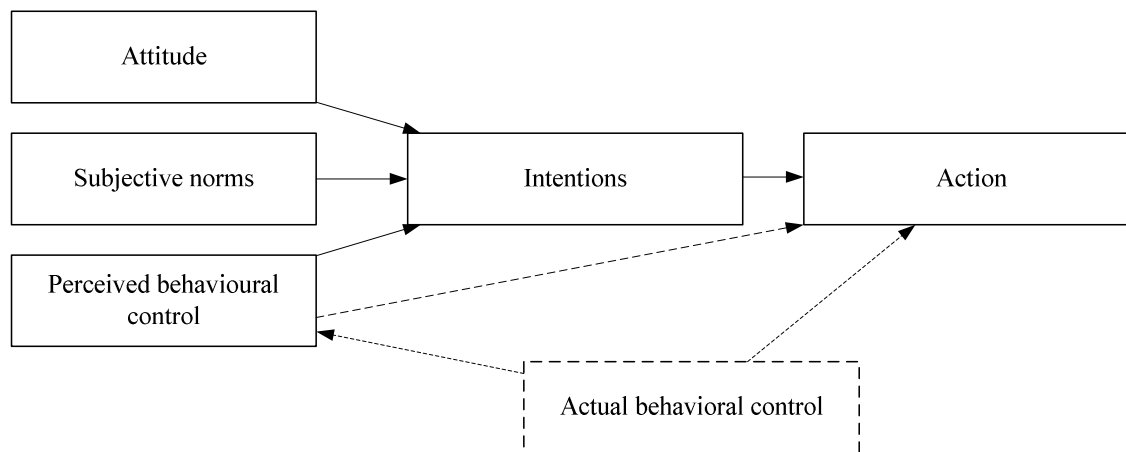 Attitude
Subjective norms
Intentions
Action
Perceived behavioural
control
Actual behavioral control